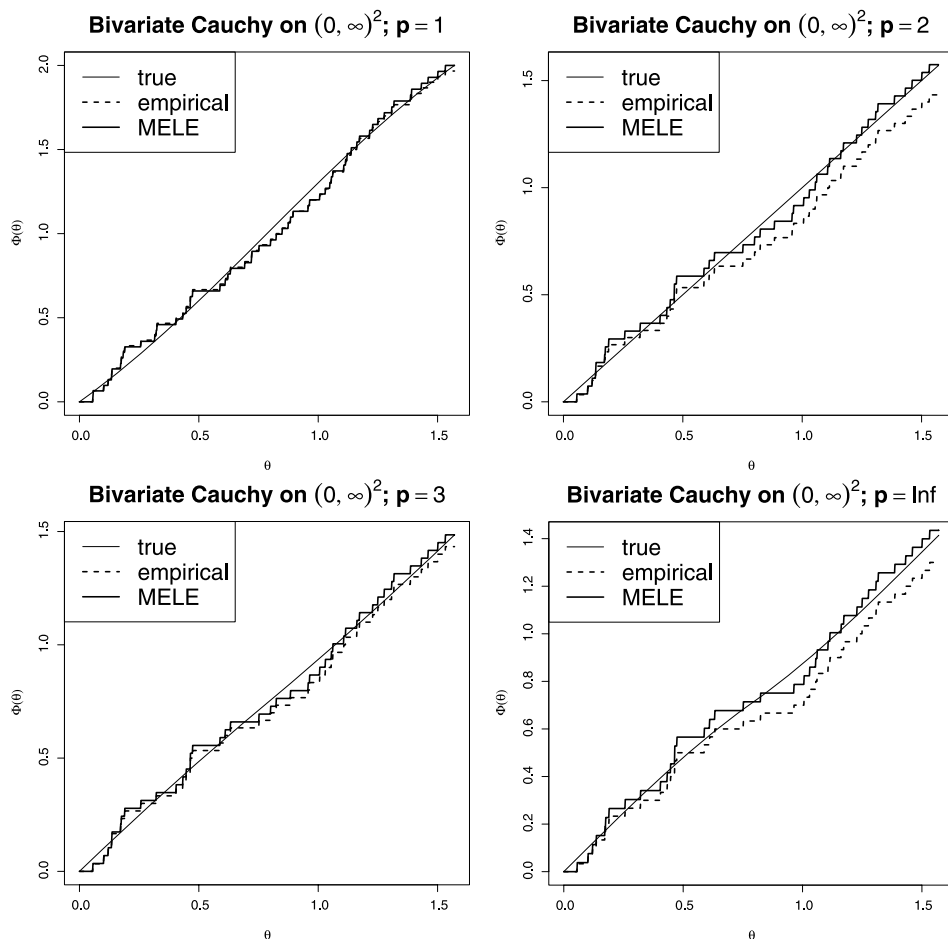 Bivariate Cauchy on (0, ∞)²; p = 1
true
empirical
MELE
Φ(θ)
0.0 0.5 1.0 1.5 2.0
0.0 0.5 1.0 1.5
θ
Bivariate Cauchy on (0, ∞)²; p = 2
true
empirical
MELE
Φ(θ)
0.0 0.5 1.0 1.5
0.0 0.5 1.0 1.5
θ
Bivariate Cauchy on (0, ∞)²; p = 3
true
empirical
MELE
Φ(θ)
0.0 0.5 1.0 1.5
0.0 0.5 1.0 1.5
θ
Bivariate Cauchy on (0, ∞)²; p = Inf
true
empirical
MELE
Φ(θ)
0.0 0.2 0.4 0.6 0.8 1.0 1.2 1.4
0.0 0.5 1.0 1.5
θ